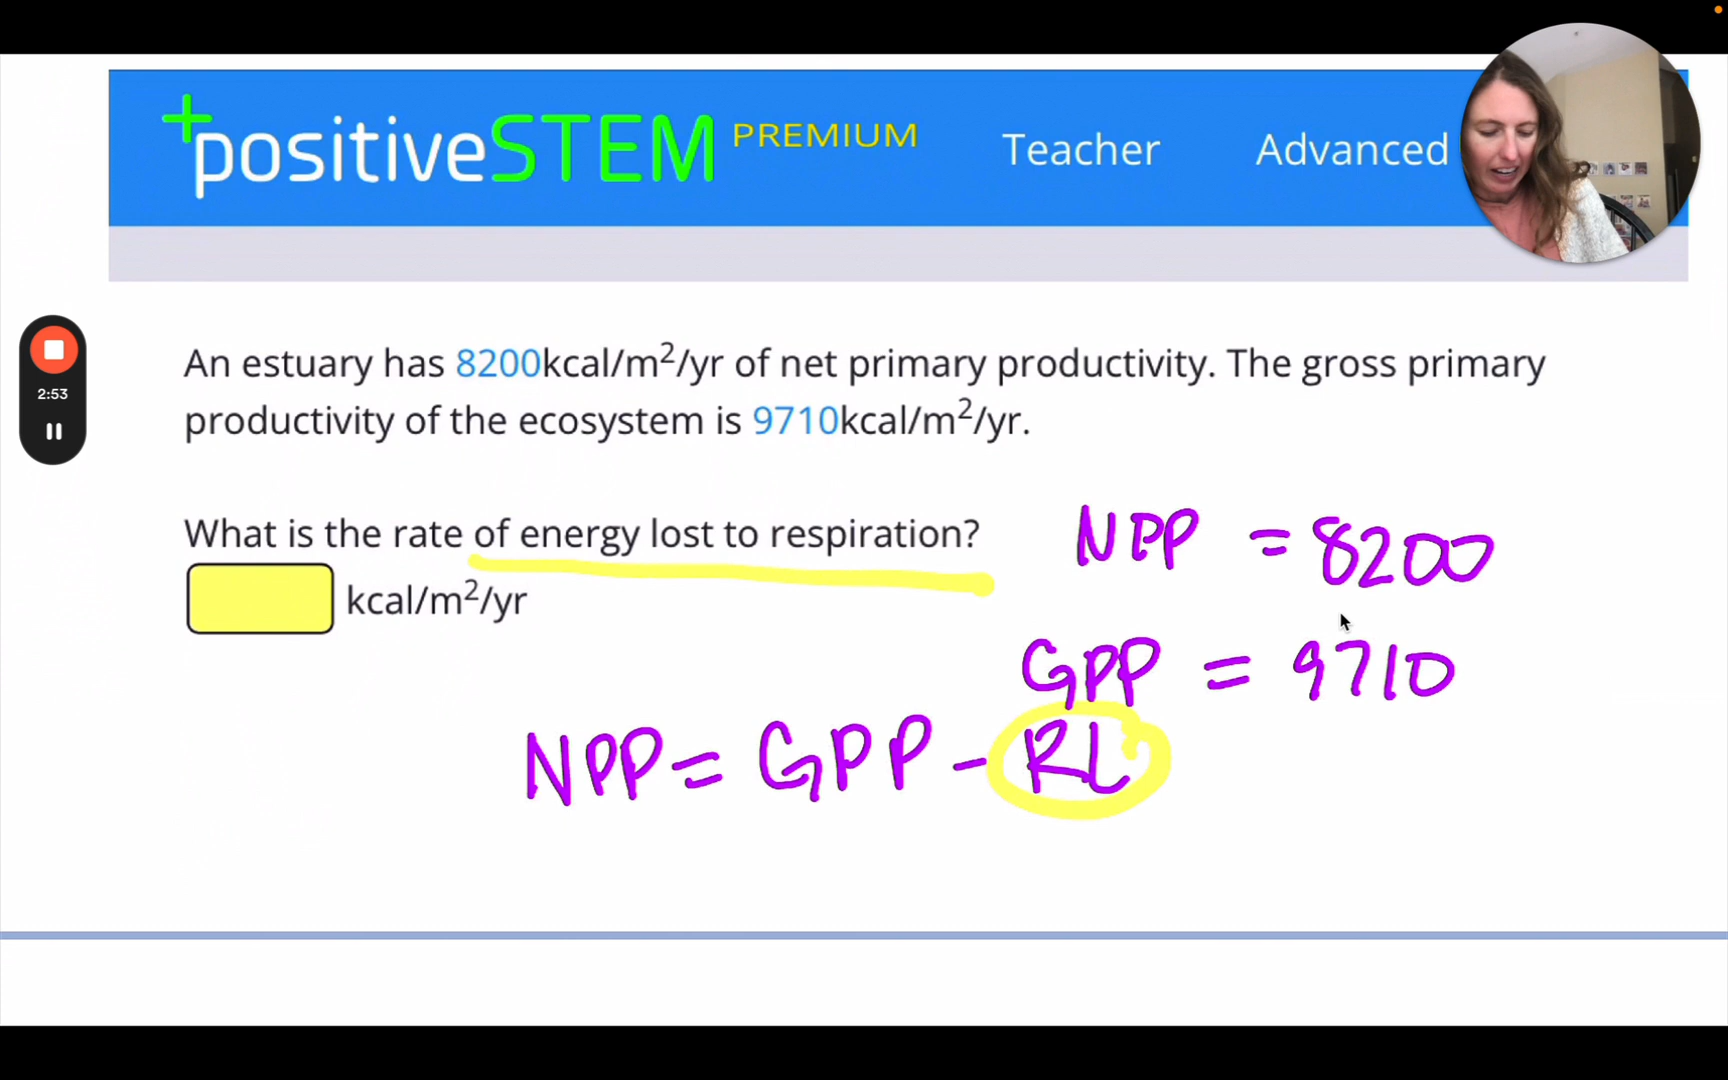 +positiveSTEM PREMIUM Teacher Advanced
2:53
An estuary has 8200kcal/m²/yr of net primary productivity. The gross primary
productivity of the ecosystem is 9710kcal/m²/yr.
What is the rate of energy lost to respiration?
kcal/m²/yr
NPP = 8200
GPP = 9710
NPP = GPP - RL